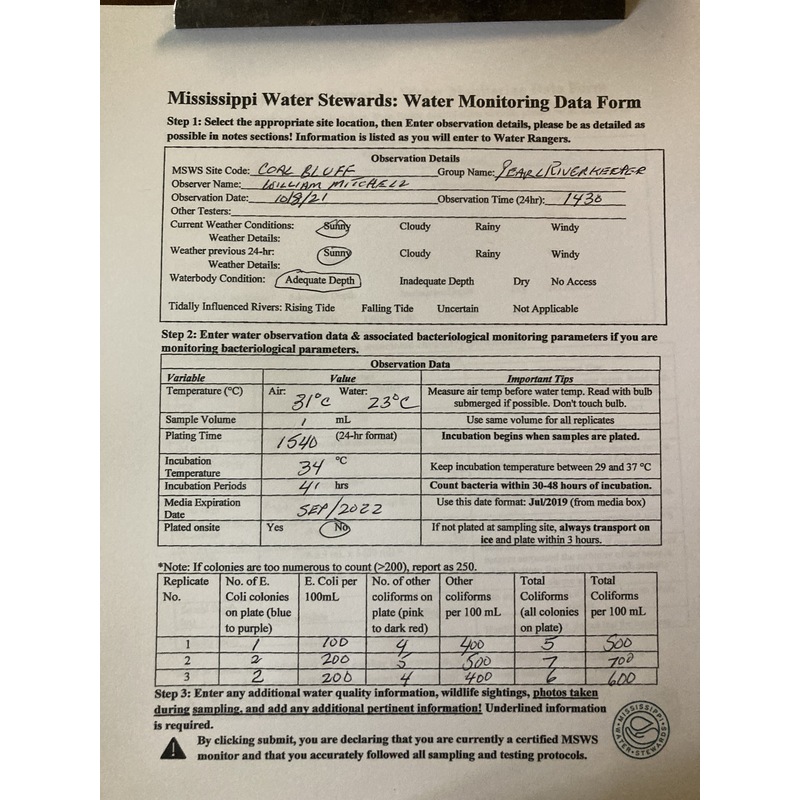 Mississippi Water Stewards: Water Monitoring Data Form
Step 1: Select the appropriate site location, then Enter observation details, please be as detailed as
possible in notes sections! Information is listed as you will enter to Water Rangers.
Observation Details
MSWS Site Code: COAL BLUFF Group Name: PEARL RIVERKEEPER
Observer Name: WILLIAM MITCHELL
Observation Date: 10/8/21 Observation Time (24hr): 1430
Other Testers:
Current Weather Conditions: Sunny Cloudy Rainy Windy
Weather Details:
Weather previous 24-hr: Sunny Cloudy Rainy Windy
Weather Details:
Waterbody Condition: Adequate Depth Inadequate Depth Dry No Access
Tidally Influenced Rivers: Rising Tide Falling Tide Uncertain Not Applicable
Step 2: Enter water observation data & associated bacteriological monitoring parameters if you are
monitoring bacteriological parameters.
Observation Data
Variable Value Important Tips
Temperature (°C) Air: 31°C Water: 23°C Measure air temp before water temp. Read with bulb
submerged if possible. Don't touch bulb.
Sample Volume 1 mL Use same volume for all replicates
Plating Time 1540 (24-hr format) Incubation begins when samples are plated.
Incubation
Temperature 34 °C Keep incubation temperature between 29 and 37 °C
Incubation Periods 41 hrs Count bacteria within 30-48 hours of incubation.
Media Expiration
Date SEP/2022 Use this date format: Jul/2019 (from media box)
Plated onsite Yes No If not plated at sampling site, always transport on
ice and plate within 3 hours.
*Note: If colonies are too numerous to count (>200), report as 250.
Replicate No. of E. E. Coli per No. of other Other Total Total
No. Coli colonies 100mL coliforms on coliforms Coliforms Coliforms
on plate (blue plate (pink per 100 mL (all colonies per 100 mL
to purple) to dark red) on plate)
1 1 100 4 400 5 500
2 2 200 5 500 7 700
3 2 200 4 400 6 600
Step 3: Enter any additional water quality information, wildlife sightings, photos taken
during sampling, and add any additional pertinent information! Underlined information
is required.
By clicking submit, you are declaring that you are currently a certified MSWS
monitor and that you accurately followed all sampling and testing protocols.
MISSISSIPPI WATER STEWARDS